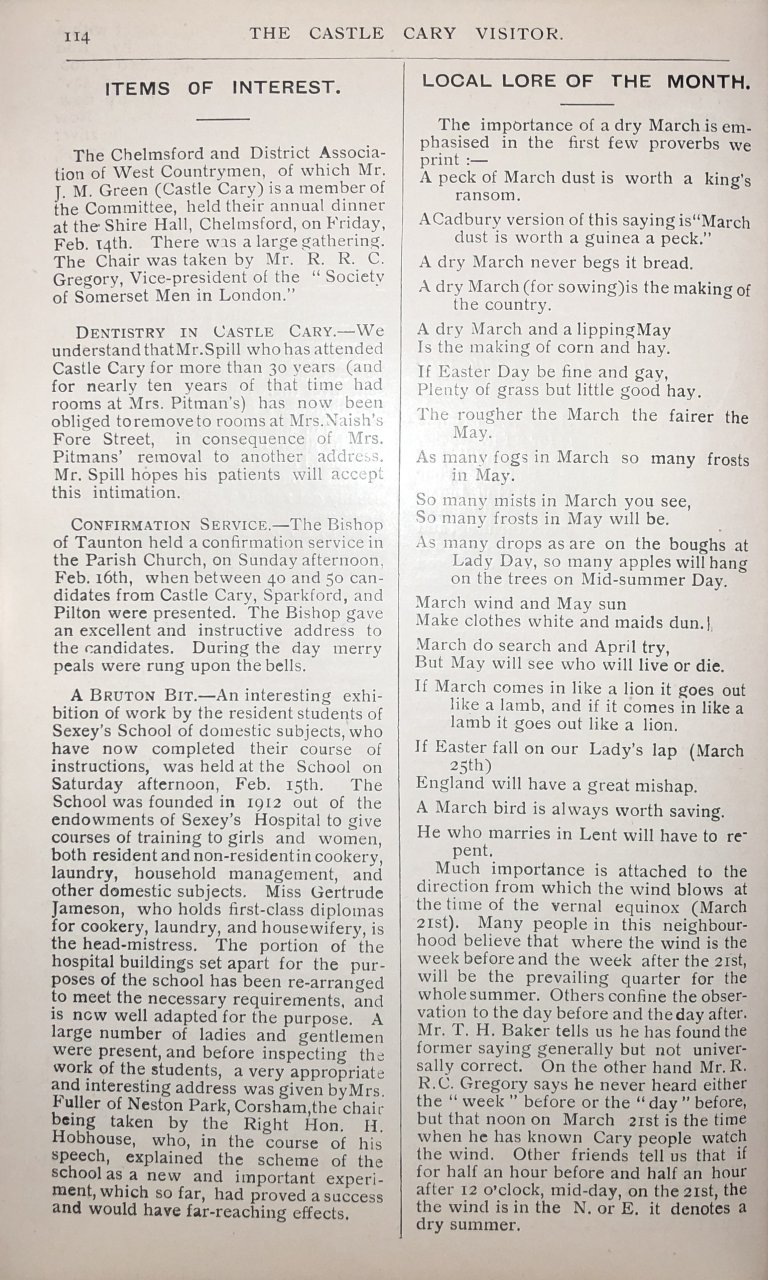 114
THE CASTLE CARY VISITOR.
ITEMS OF INTEREST.
The Chelmsford and District Associa-
tion of West Countrymen, of which Mr.
J. M. Green (Castle Cary) is a member of
the Committee, held their annual dinner
at the Shire Hall, Chelmsford, on Friday,
Feb. 14th. There was a large gathering.
The Chair was taken by Mr. R. R. C.
Gregory, Vice-president of the " Society
of Somerset Men in London."
DENTISTRY IN CASTLE CARY.—We
understand that Mr. Spill who has attended
Castle Cary for more than 30 years (and
for nearly ten years of that time had
rooms at Mrs. Pitman's) has now been
obliged to remove to rooms at Mrs. Naish's
Fore Street, in consequence of Mrs.
Pitmans' removal to another address.
Mr. Spill hopes his patients will accept
this intimation.
CONFIRMATION SERVICE.—The Bishop
of Taunton held a confirmation service in
the Parish Church, on Sunday afternoon,
Feb. 16th, when between 40 and 50 can-
didates from Castle Cary, Sparkford, and
Pilton were presented. The Bishop gave
an excellent and instructive address to
the candidates. During the day merry
peals were rung upon the bells.
A BRUTON BIT.—An interesting exhi-
bition of work by the resident students of
Sexey's School of domestic subjects, who
have now completed their course of
instructions, was held at the School on
Saturday afternoon, Feb. 15th. The
School was founded in 1912 out of the
endowments of Sexey's Hospital to give
courses of training to girls and women,
both resident and non-resident in cookery,
laundry, household management, and
other domestic subjects. Miss Gertrude
Jameson, who holds first-class diplomas
for cookery, laundry, and housewifery, is
the head-mistress. The portion of the
hospital buildings set apart for the pur-
poses of the school has been re-arranged
to meet the necessary requirements, and
is now well adapted for the purpose. A
large number of ladies and gentlemen
were present, and before inspecting the
work of the students, a very appropriate
and interesting address was given by Mrs.
Fuller of Neston Park, Corsham, the chair
being taken by the Right Hon. H.
Hobhouse, who, in the course of his
speech, explained the scheme of the
school as a new and important experi-
ment, which so far, had proved a success
and would have far-reaching effects.
LOCAL LORE OF THE MONTH.
The importance of a dry March is em-
phasised in the first few proverbs we
print :—
A peck of March dust is worth a king's
ransom.
A Cadbury version of this saying is "March
dust is worth a guinea a peck."
A dry March never begs it bread.
A dry March (for sowing) is the making of
the country.
A dry March and a lipping May
Is the making of corn and hay.
If Easter Day be fine and gay,
Plenty of grass but little good hay.
The rougher the March the fairer the
May.
As many fogs in March so many frosts
in May.
So many mists in March you see,
So many frosts in May will be.
As many drops as are on the boughs at
Lady Day, so many apples will hang
on the trees on Mid-summer Day.
March wind and May sun
Make clothes white and maids dun.
March do search and April try,
But May will see who will live or die.
If March comes in like a lion it goes out
like a lamb, and if it comes in like a
lamb it goes out like a lion.
If Easter fall on our Lady's lap (March
25th)
England will have a great mishap.
A March bird is always worth saving.
He who marries in Lent will have to re-
pent.
Much importance is attached to the
direction from which the wind blows at
the time of the vernal equinox (March
21st). Many people in this neighbour-
hood believe that where the wind is the
week before and the week after the 21st,
will be the prevailing quarter for the
whole summer. Others confine the obser-
vation to the day before and the day after.
Mr. T. H. Baker tells us he has found the
former saying generally but not univer-
sally correct. On the other hand Mr. R.
R.C. Gregory says he never heard either
the " week " before or the " day " before,
but that noon on March 21st is the time
when he has known Cary people watch
the wind. Other friends tell us that if
for half an hour before and half an hour
after 12 o'clock, mid-day, on the 21st, the
the wind is in the N. or E. it denotes a
dry summer.